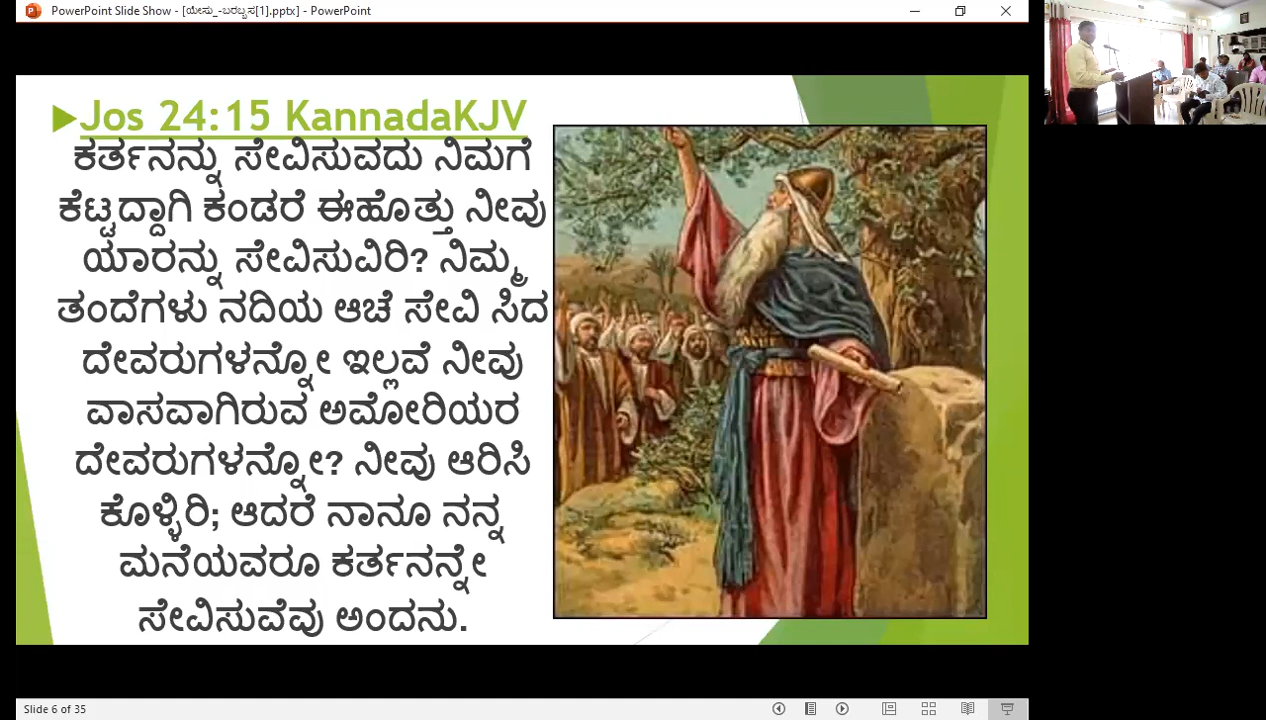 PowerPoint Slide Show - [ಯೇಸು_-ಬರಬ್ಬಸ[1].pptx] - PowerPoint
Jos 24:15 KannadaKJV
ಕರ್ತನನ್ನು ಸೇವಿಸುವದು ನಿಮಗೆ
ಕೆಟ್ಟದ್ದಾಗಿ ಕಂಡರೆ ಈಹೊತ್ತು ನೀವು
ಯಾರನ್ನು ಸೇವಿಸುವಿರಿ? ನಿಮ್ಮ
ತಂದೆಗಳು ನದಿಯ ಆಚೆ ಸೇವಿ ಸಿದ
ದೇವರುಗಳನ್ನೋ ಇಲ್ಲವೆ ನೀವು
ವಾಸವಾಗಿರುವ ಅಮೋರಿಯರ
ದೇವರುಗಳನ್ನೋ? ನೀವು ಆರಿಸಿ
ಕೊಳ್ಳಿರಿ; ಆದರೆ ನಾನೂ ನನ್ನ
ಮನೆಯವರೂ ಕರ್ತನನ್ನೇ
ಸೇವಿಸುವೆವು ಅಂದನು.
Slide 6 of 35